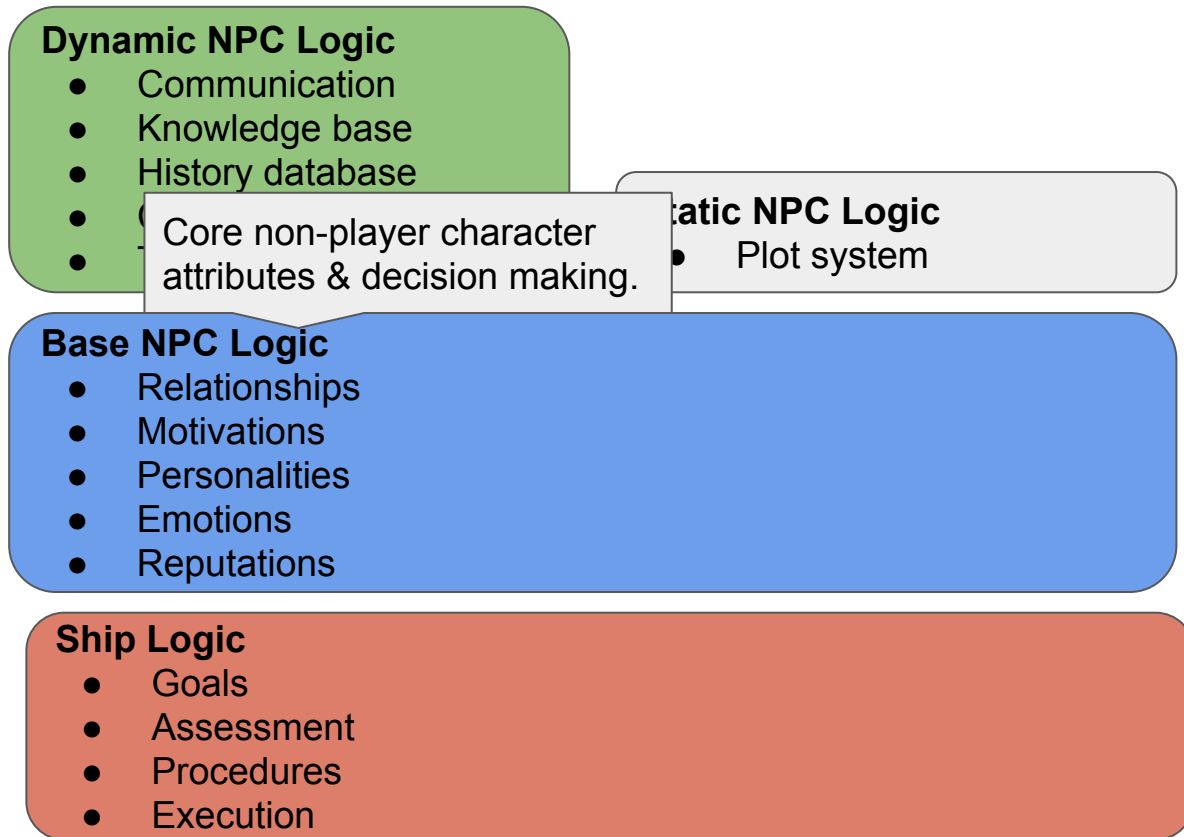 Dynamic NPC Logic
● Communication
● Knowledge base
● History database
●
●
Core non-player character
attributes & decision making.
tatic NPC Logic
● Plot system
Base NPC Logic
● Relationships
● Motivations
● Personalities
● Emotions
● Reputations
Ship Logic
● Goals
● Assessment
● Procedures
● Execution